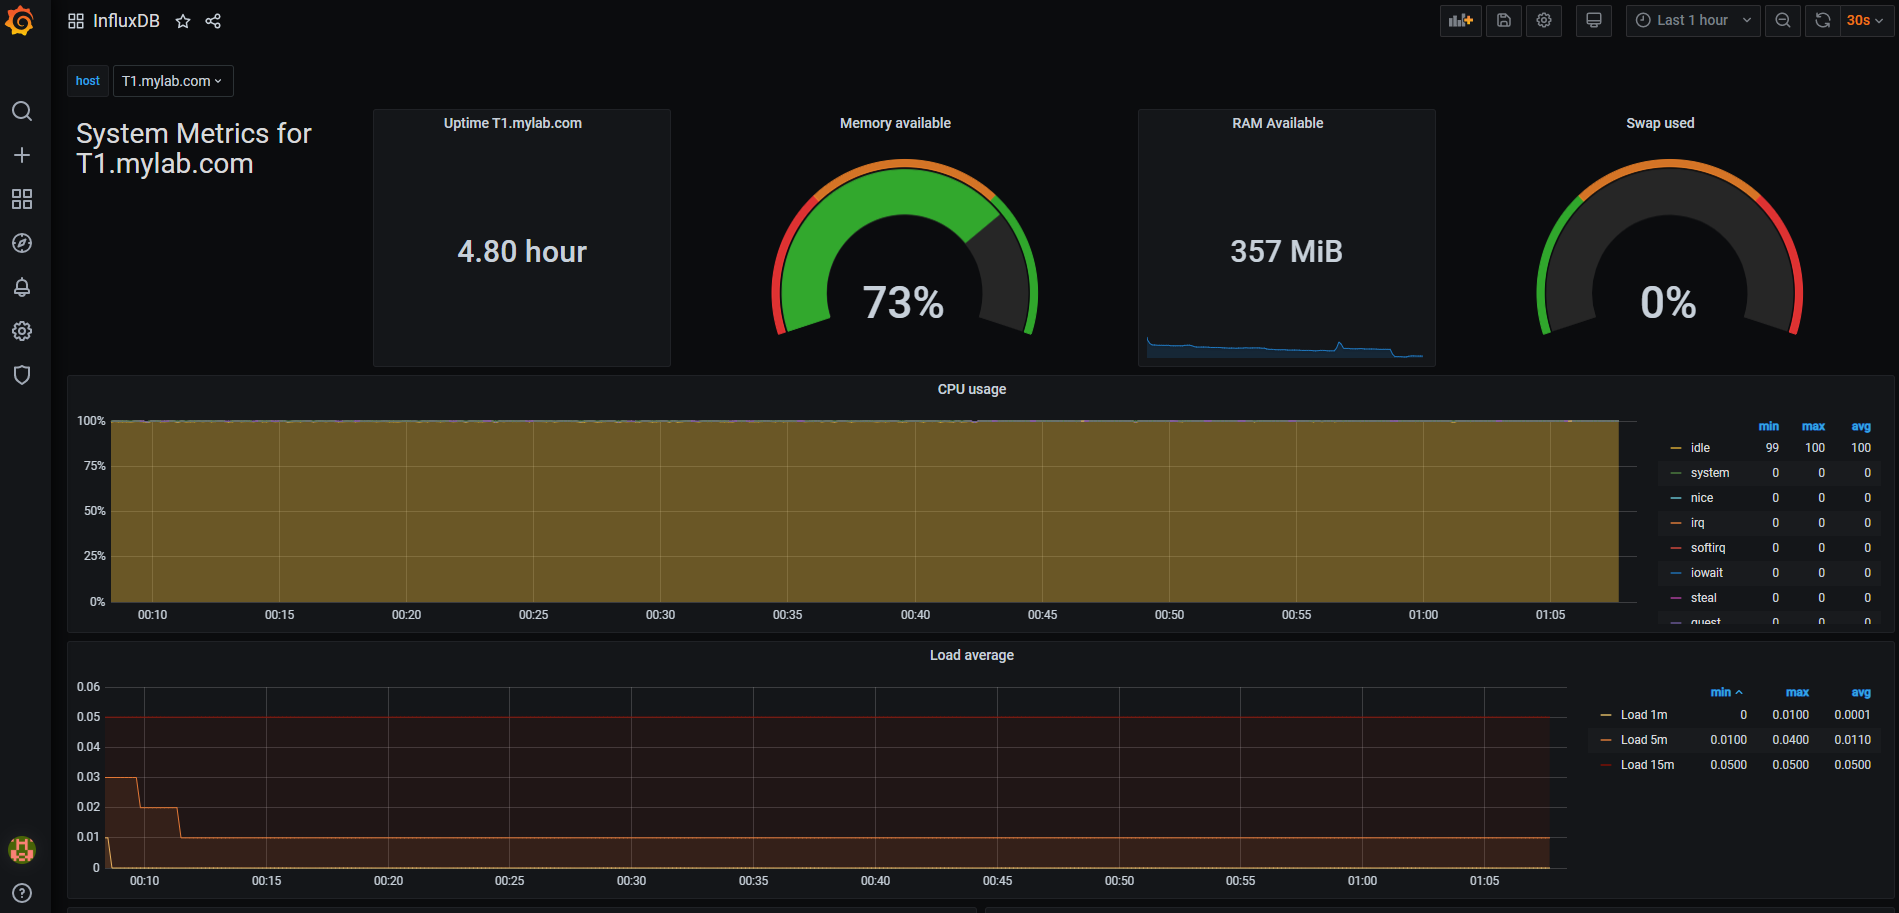 InfluxDB
Last 1 hour
30s
host
T1.mylab.com
System Metrics for
T1.mylab.com
Uptime T1.mylab.com
4.80 hour
Memory available
73%
RAM Available
357 MiB
Swap used
0%
CPU usage
100%
75%
50%
25%
0%
00:10 00:15 00:20 00:25 00:30 00:35 00:40 00:45 00:50 00:55 01:00 01:05
min max avg
idle 99 100 100
system 0 0 0
nice 0 0 0
irq 0 0 0
softirq 0 0 0
iowait 0 0 0
steal 0 0 0
guest 0 0 0
Load average
0.06
0.05
0.04
0.03
0.02
0.01
0
00:10 00:15 00:20 00:25 00:30 00:35 00:40 00:45 00:50 00:55 01:00 01:05
min max avg
Load 1m 0 0.0100 0.0001
Load 5m 0.0100 0.0400 0.0110
Load 15m 0.0500 0.0500 0.0500